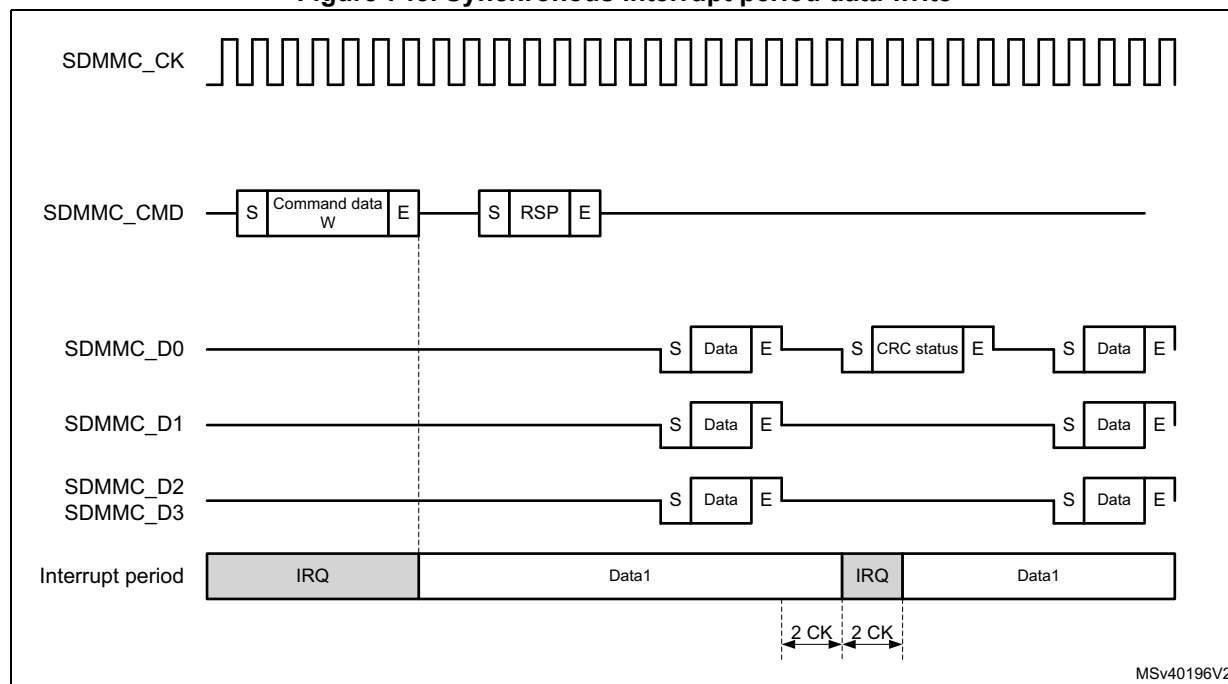 Figure Synchronous interrupt period data write
SDMMC_CK
SDMMC_CMD
S
Command data
W
E
S
RSP
E
SDMMC_D0
S
Data
E
S
CRC status
E
S
Data
E
SDMMC_D1
S
Data
E
S
Data
E
SDMMC_D2
SDMMC_D3
S
Data
E
S
Data
E
Interrupt period
IRQ
Data1
IRQ
Data1
2 CK
2 CK
MSv40196V2